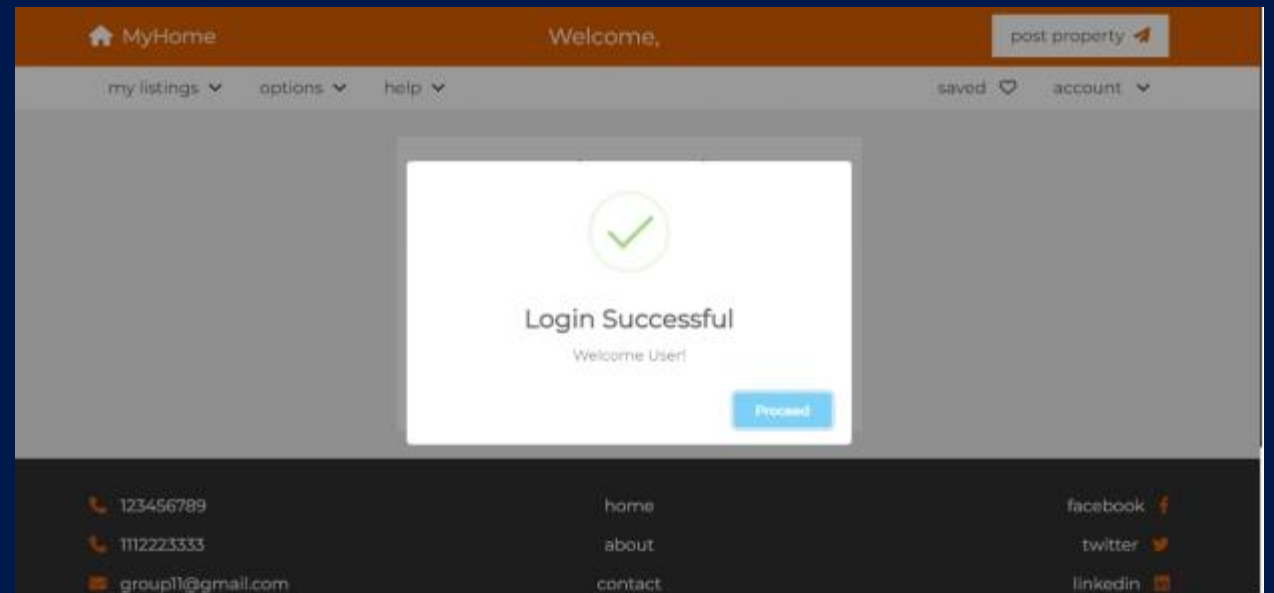 MyHome
Welcome,
post property
my listings
options
help
saved
account
Login Successful
Welcome User!
Proceed
123456789
home
facebook
1112223333
about
twitter
group11@gmail.com
contact
linkedin